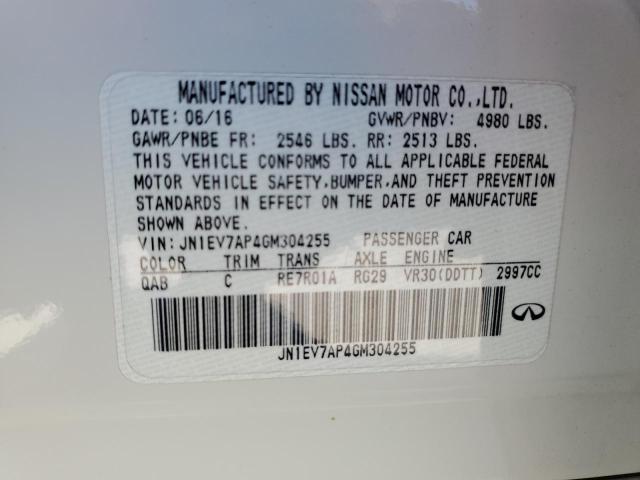 MANUFACTURED BY NISSAN MOTOR CO.,LTD.
DATE: 06/16 GVWR/PNBV: 4980 LBS.
GAWR/PNBE FR: 2546 LBS. RR: 2513 LBS.
THIS VEHICLE CONFORMS TO ALL APPLICABLE FEDERAL
MOTOR VEHICLE SAFETY,BUMPER,AND THEFT PREVENTION
STANDARDS IN EFFECT ON THE DATE OF MANUFACTURE
SHOWN ABOVE.
VIN: JN1EV7AP4GM304255 PASSENGER CAR
COLOR TRIM TRANS AXLE ENGINE
QAB C RE7R01A RG29 VR30(DDTT) 2997CC
JN1EV7AP4GM304255